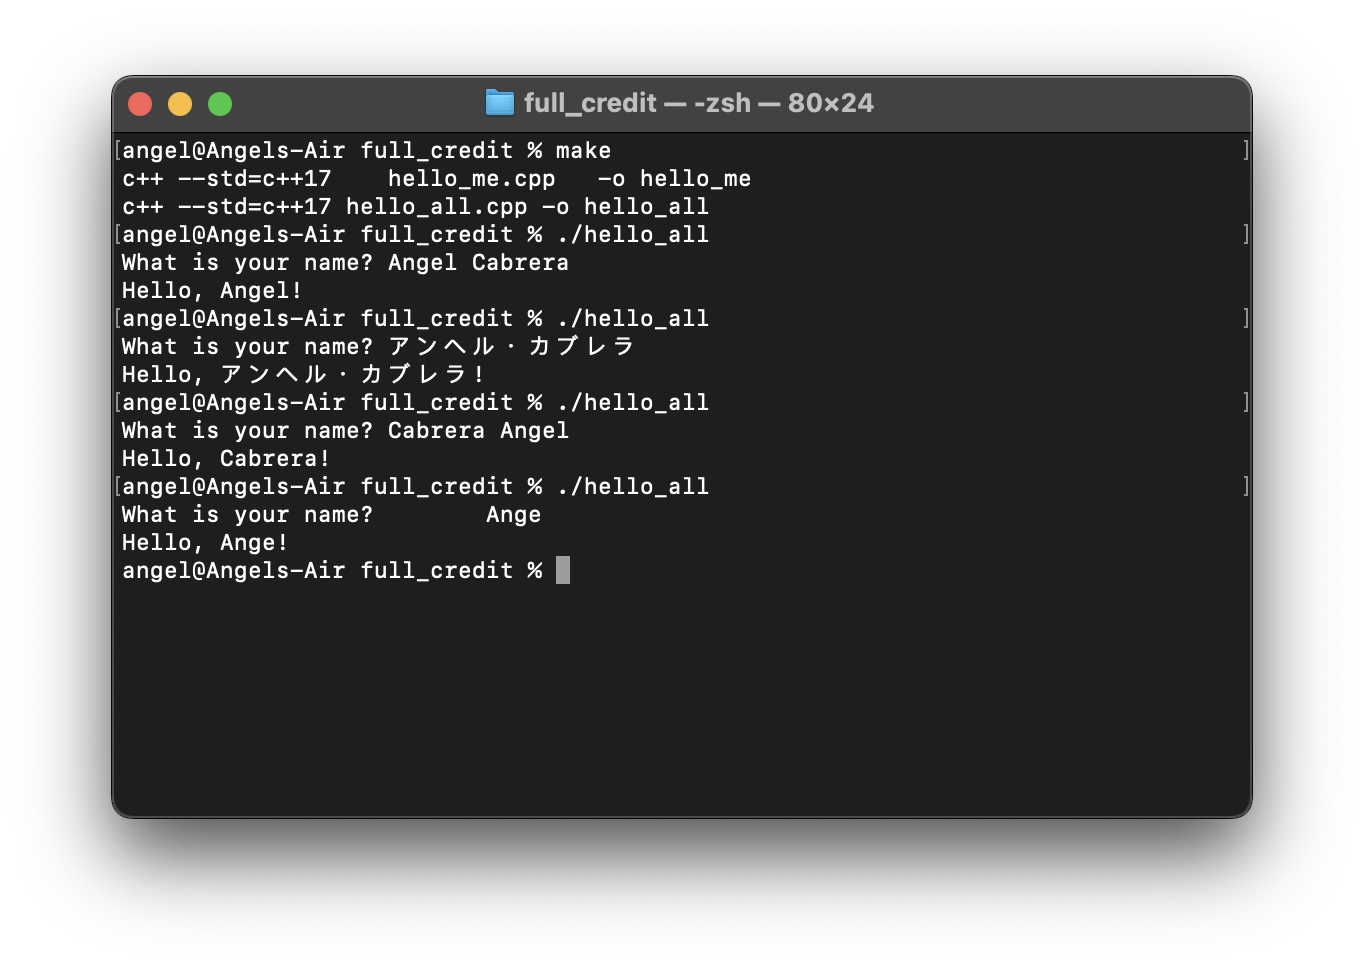 full_credit — -zsh — 80×24
[angel@Angels-Air full_credit % make ]
c++ --std=c++17    hello_me.cpp   -o hello_me
c++ --std=c++17 hello_all.cpp -o hello_all
[angel@Angels-Air full_credit % ./hello_all ]
What is your name? Angel Cabrera
Hello, Angel!
[angel@Angels-Air full_credit % ./hello_all ]
What is your name? アンヘル・カブレラ
Hello, アンヘル・カブレラ!
[angel@Angels-Air full_credit % ./hello_all ]
What is your name? Cabrera Angel
Hello, Cabrera!
[angel@Angels-Air full_credit % ./hello_all ]
What is your name?        Ange
Hello, Ange!
angel@Angels-Air full_credit %